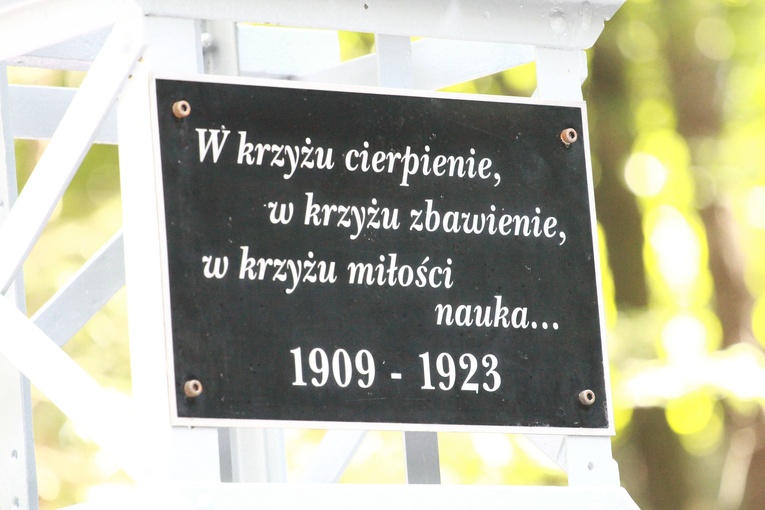 W krzyżu cierpienie,
w krzyżu zbawienie,
w krzyżu miłości
nauka...
1909 - 1923